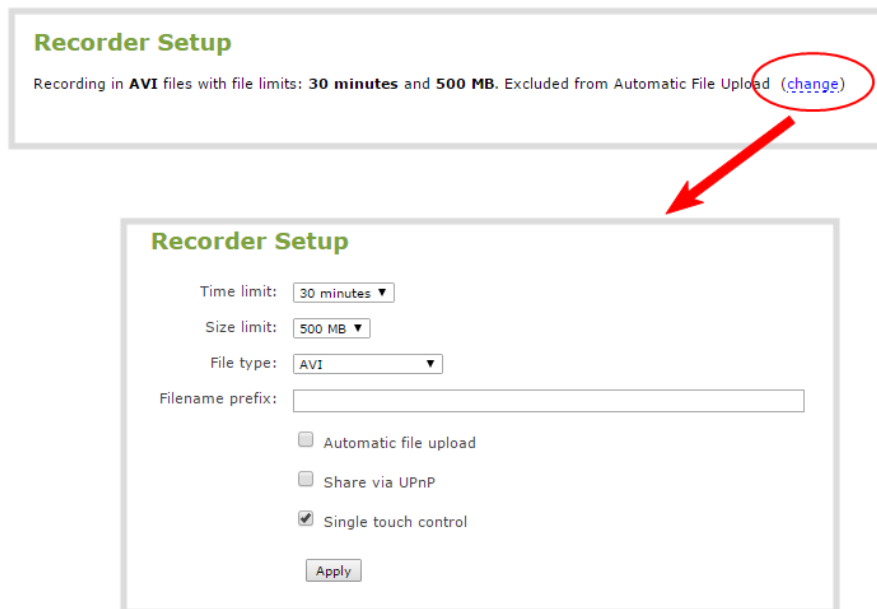 Recorder Setup
Recording in AVI files with file limits: 30 minutes and 500 MB. Excluded from Automatic File Upload (change)
Recorder Setup
Time limit: 30 minutes
Size limit: 500 MB
File type: AVI
Filename prefix:
Automatic file upload
Share via UPnP
Single touch control
Apply